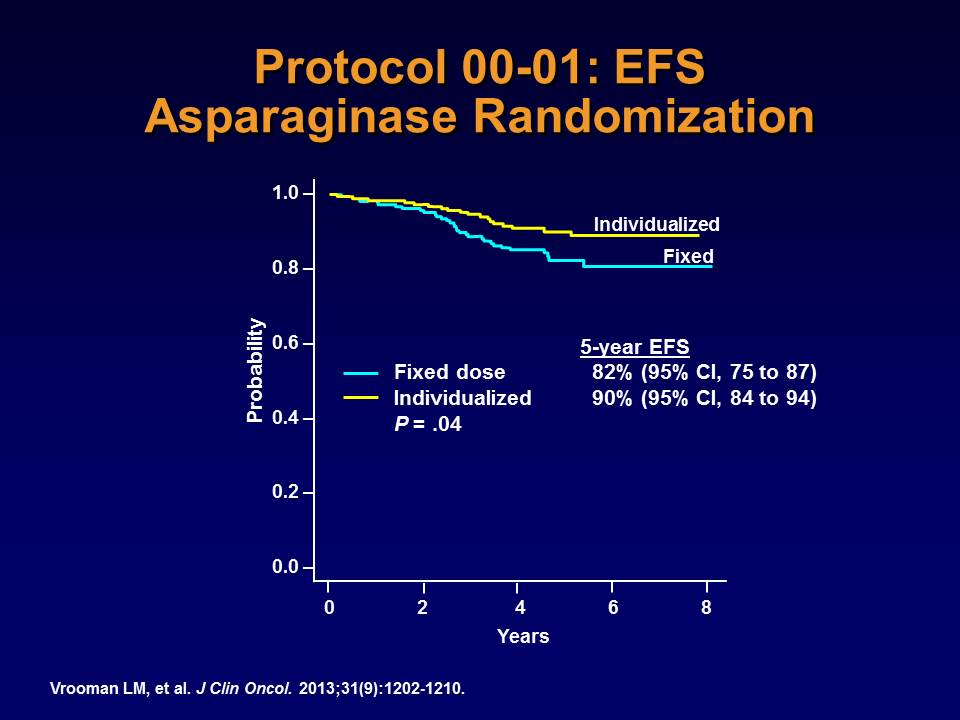 Protocol 00-01: EFS
Asparaginase Randomization
1.0
0.8
0.6
0.4
0.2
0.0
Probability
Individualized
Fixed
5-year EFS
Fixed dose 82% (95% CI, 75 to 87)
Individualized 90% (95% CI, 84 to 94)
P = .04
0 2 4 6 8
Years
Vrooman LM, et al. J Clin Oncol. 2013;31(9):1202-1210.